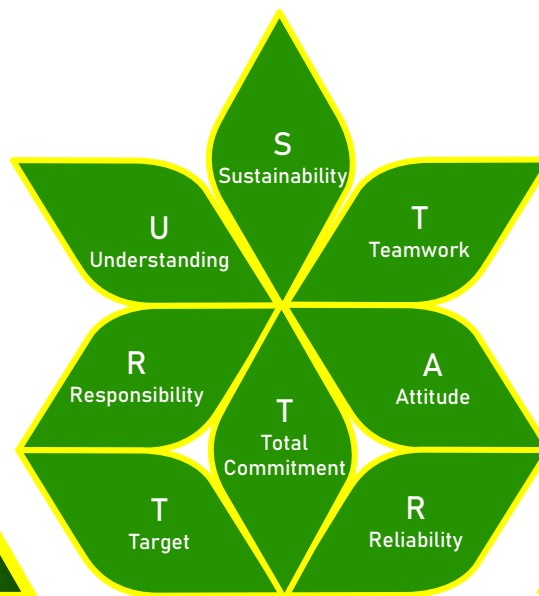 S
Sustainability
U
Understanding
T
Teamwork
R
Responsibility
A
Attitude
T
Total
Commitment
T
Target
R
Reliability